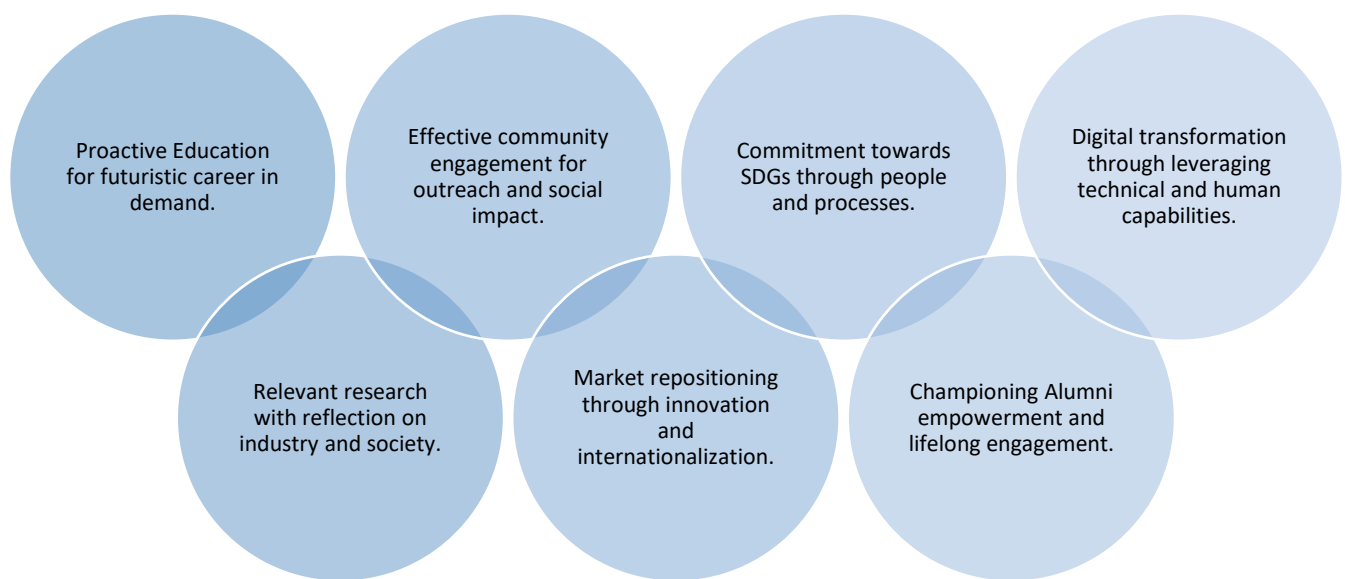 Proactive Education
for futuristic career in
demand.
Effective community
engagement for
outreach and social
impact.
Commitment towards
SDGs through people
and processes.
Digital transformation
through leveraging
technical and human
capabilities.
Relevant research
with reflection on
industry and society.
Market repositioning
through innovation
and
internationalization.
Championing Alumni
empowerment and
lifelong engagement.